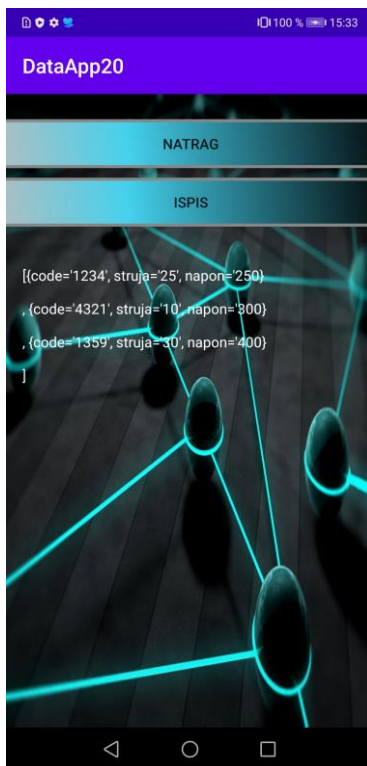 100 % 15:33
DataApp20
NATRAG
ISPIS
[{code='1234', struja='25', napon='250}
, {code='4321', struja='10', napon='300}
, {code='1359', struja='30', napon='400}
]